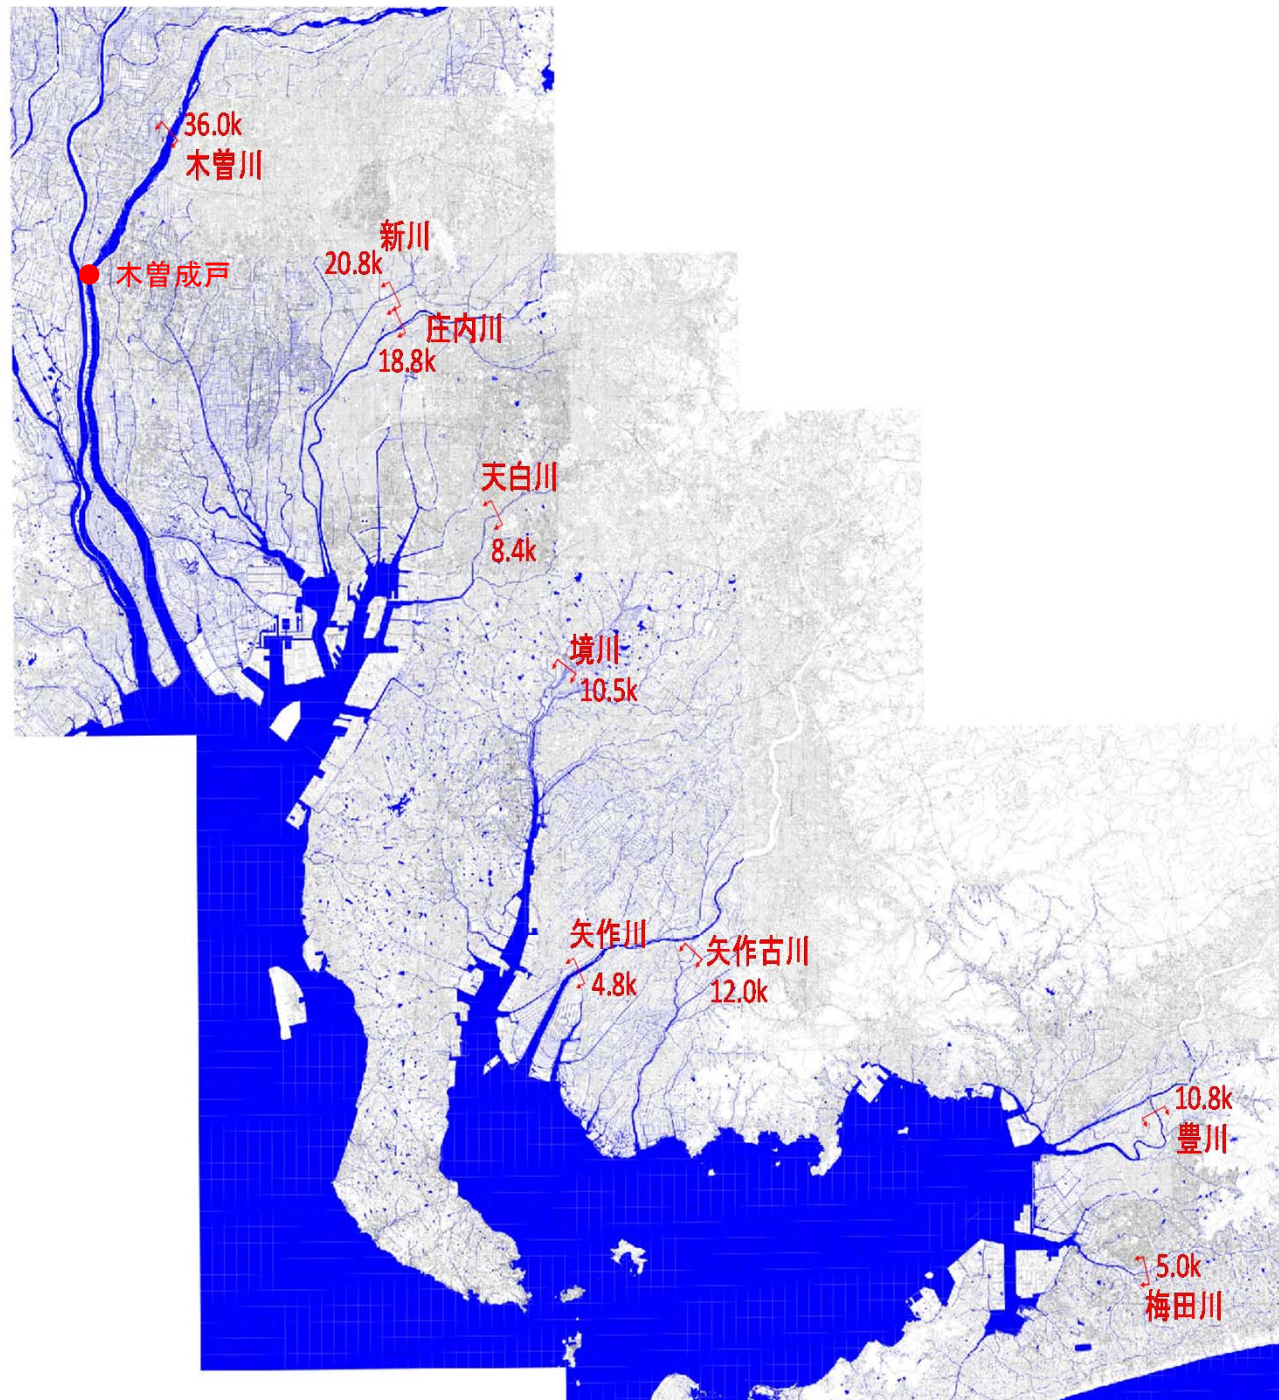 36.0k
木曽川
新川
20.8k
木曽成戸
庄内川
18.8k
天白川
8.4k
境川
10.5k
矢作川
4.8k
矢作古川
12.0k
10.8k
豊川
5.0k
梅田川